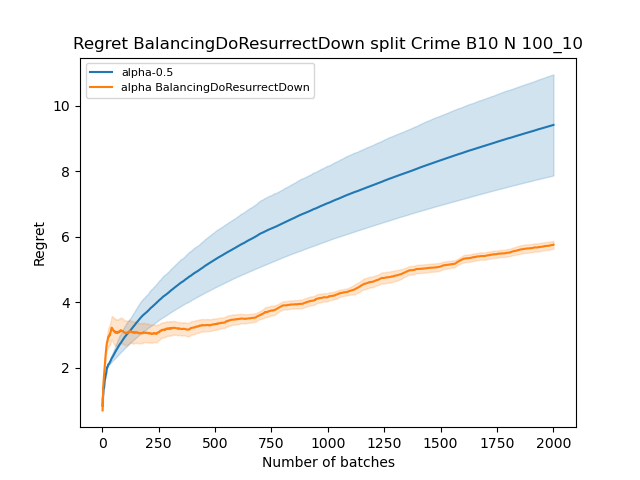 Regret BalancingDoResurrectDown split Crime B10 N 100_10
alpha-0.5
alpha BalancingDoResurrectDown
10
8
6
4
2
Regret
0 250 500 750 1000 1250 1500 1750 2000
Number of batches